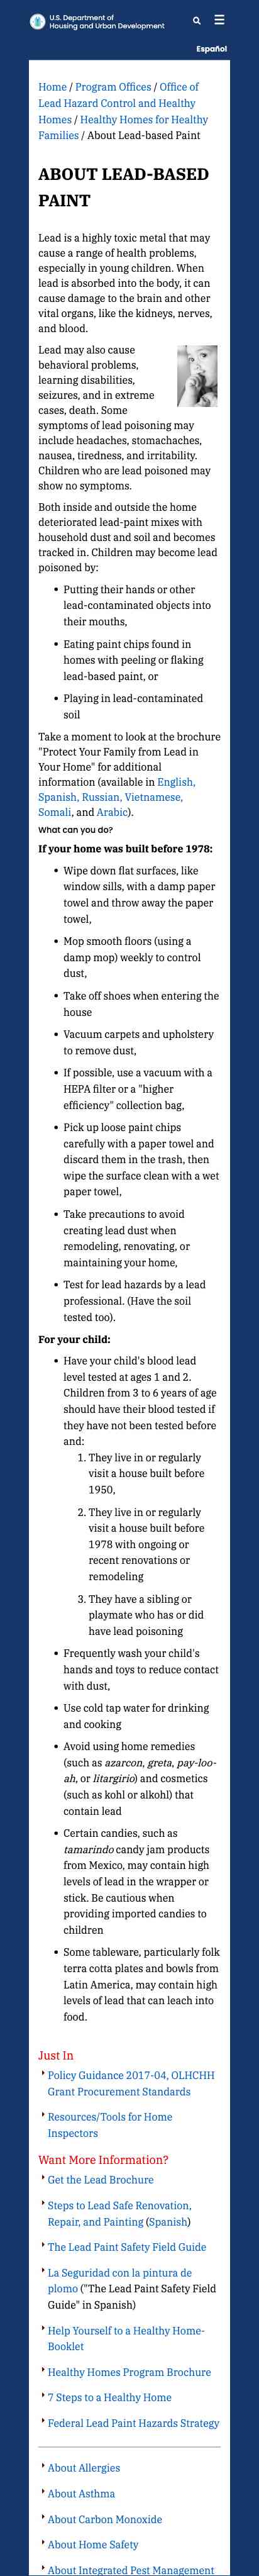 U.S. Department of
Housing and Urban Development
Español
Home / Program Offices / Office of
Lead Hazard Control and Healthy
Homes / Healthy Homes for Healthy
Families / About Lead-based Paint
ABOUT LEAD-BASED
PAINT
Lead is a highly toxic metal that may
cause a range of health problems,
especially in young children. When
lead is absorbed into the body, it can
cause damage to the brain and other
vital organs, like the kidneys, nerves,
and blood.
Lead may also cause
behavioral problems,
learning disabilities,
seizures, and in extreme
cases, death. Some
symptoms of lead poisoning may
include headaches, stomachaches,
nausea, tiredness, and irritability.
Children who are lead poisoned may
show no symptoms.
Both inside and outside the home
deteriorated lead-paint mixes with
household dust and soil and becomes
tracked in. Children may become lead
poisoned by:
• Putting their hands or other
lead-contaminated objects into
their mouths,
• Eating paint chips found in
homes with peeling or flaking
lead-based paint, or
• Playing in lead-contaminated
soil
Take a moment to look at the brochure
"Protect Your Family from Lead in
Your Home" for additional
information (available in English,
Spanish, Russian, Vietnamese,
Somali, and Arabic).
What can you do?
If your home was built before 1978:
• Wipe down flat surfaces, like
window sills, with a damp paper
towel and throw away the paper
towel,
• Mop smooth floors (using a
damp mop) weekly to control
dust,
• Take off shoes when entering the
house
• Vacuum carpets and upholstery
to remove dust,
• If possible, use a vacuum with a
HEPA filter or a "higher
efficiency" collection bag,
• Pick up loose paint chips
carefully with a paper towel and
discard them in the trash, then
wipe the surface clean with a wet
paper towel,
• Take precautions to avoid
creating lead dust when
remodeling, renovating, or
maintaining your home,
• Test for lead hazards by a lead
professional. (Have the soil
tested too).
For your child:
• Have your child's blood lead
level tested at ages 1 and 2.
Children from 3 to 6 years of age
should have their blood tested if
they have not been tested before
and:
1. They live in or regularly
visit a house built before
1950,
2. They live in or regularly
visit a house built before
1978 with ongoing or
recent renovations or
remodeling
3. They have a sibling or
playmate who has or did
have lead poisoning
• Frequently wash your child's
hands and toys to reduce contact
with dust,
• Use cold tap water for drinking
and cooking
• Avoid using home remedies
(such as azarcon, greta, pay-loo-
ah, or litargirio) and cosmetics
(such as kohl or alkohl) that
contain lead
• Certain candies, such as
tamarindo candy jam products
from Mexico, may contain high
levels of lead in the wrapper or
stick. Be cautious when
providing imported candies to
children
• Some tableware, particularly folk
terra cotta plates and bowls from
Latin America, may contain high
levels of lead that can leach into
food.
Just In
Policy Guidance 2017-04, OLHCHH
Grant Procurement Standards
Resources/Tools for Home
Inspectors
Want More Information?
Get the Lead Brochure
Steps to Lead Safe Renovation,
Repair, and Painting (Spanish)
The Lead Paint Safety Field Guide
La Seguridad con la pintura de
plomo ("The Lead Paint Safety Field
Guide" in Spanish)
Help Yourself to a Healthy Home-
Booklet
Healthy Homes Program Brochure
7 Steps to a Healthy Home
Federal Lead Paint Hazards Strategy
About Allergies
About Asthma
About Carbon Monoxide
About Home Safety
About Integrated Pest Management